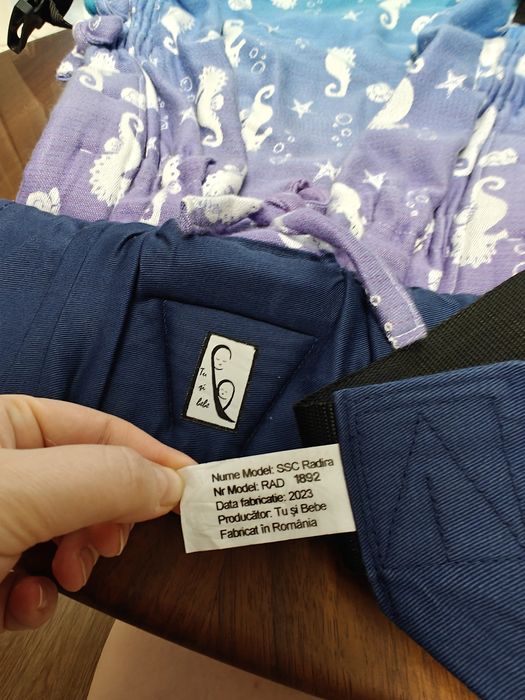 Tu
și
bebe
Nume Model: SSC Radira
Nr Model: RAD 1892
Data fabricatie: 2023
Producător: Tu și Bebe
Fabricat în România